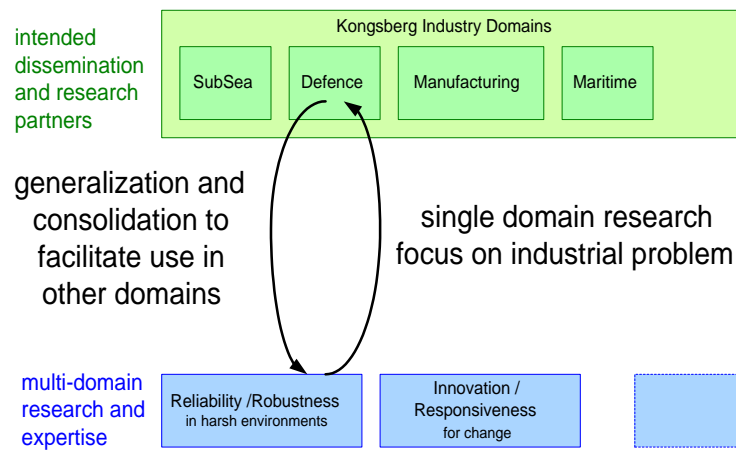 intended
dissemination
and research
partners
Kongsberg Industry Domains
SubSea
Defence
Manufacturing
Maritime
generalization and
consolidation to
facilitate use in
other domains
single domain research
focus on industrial problem
multi-domain
research and
expertise
Reliability /Robustness
in harsh environments
Innovation /
Responsiveness
for change